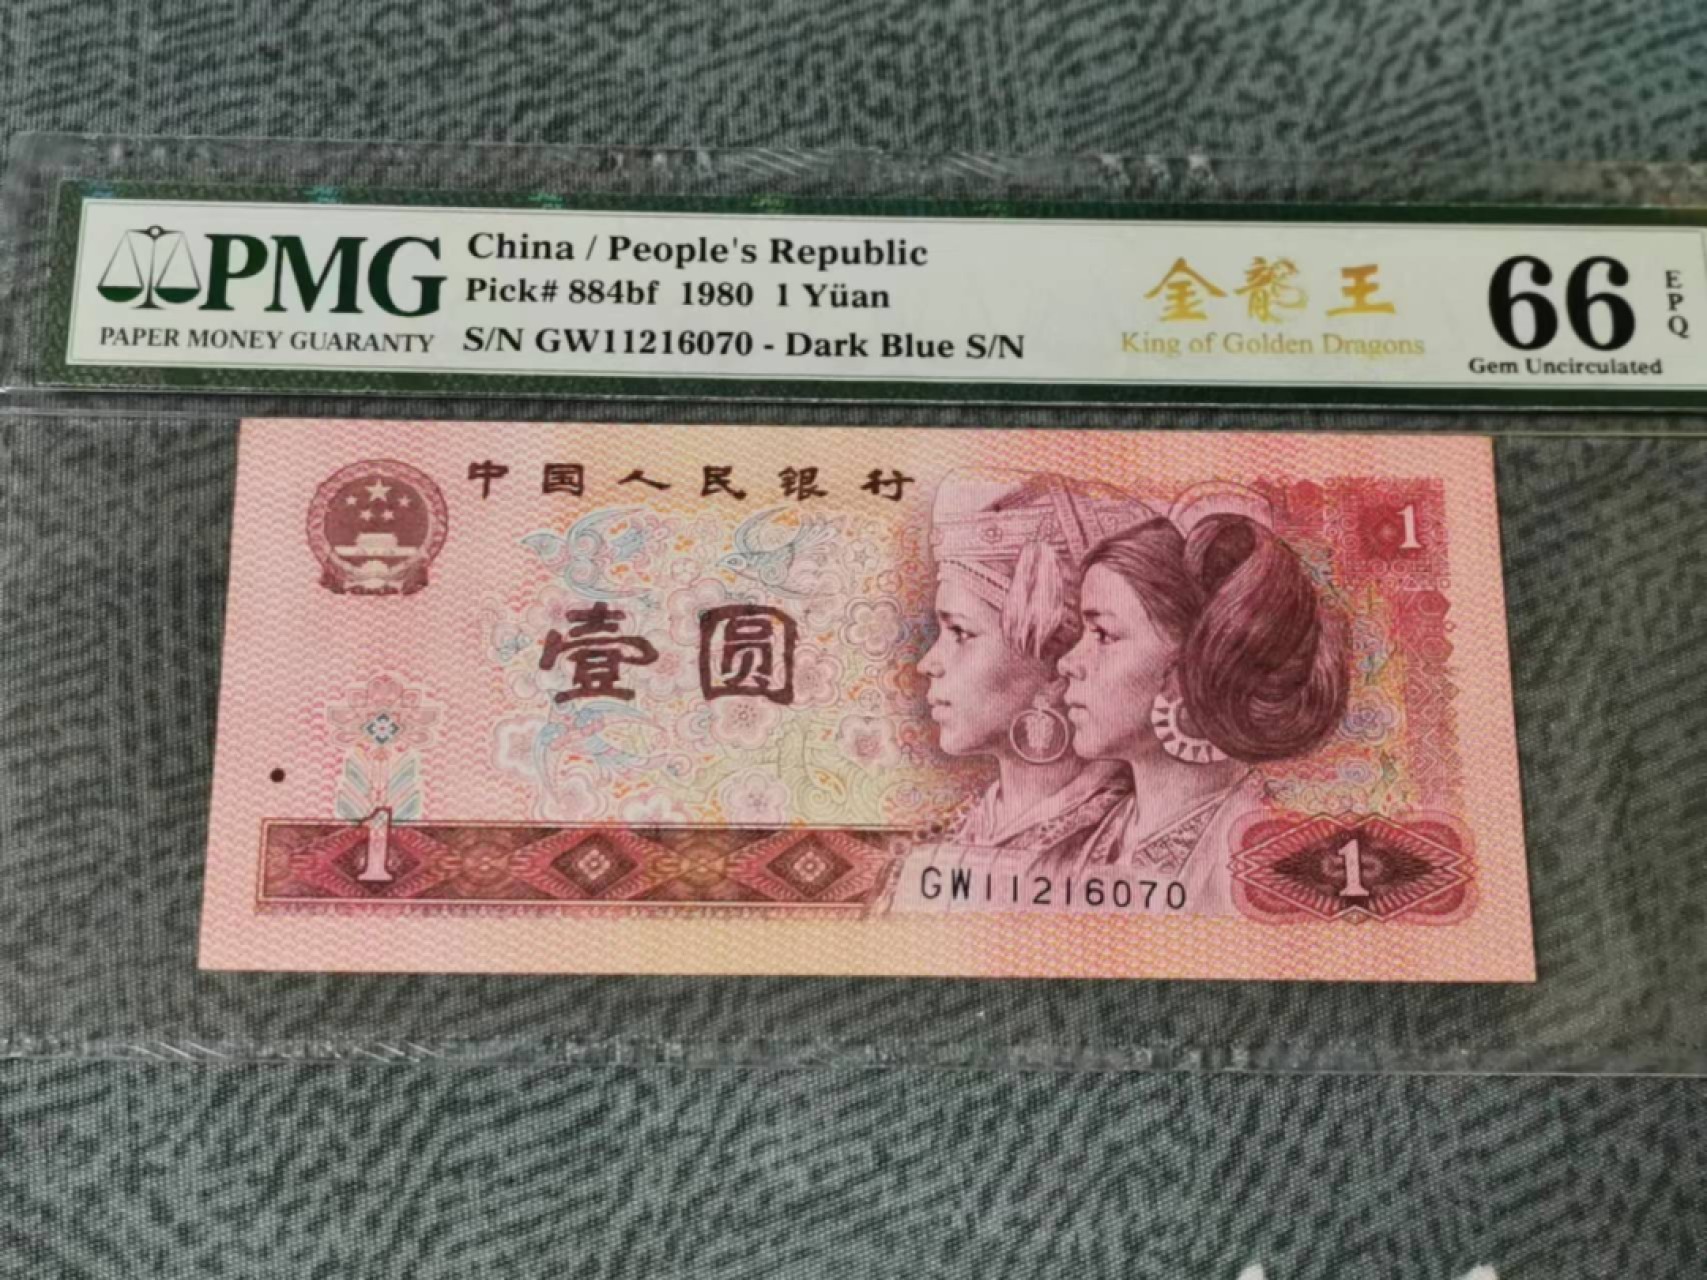 PMG
PAPER MONEY GUARANTY
China / People's Republic
Pick# 884bf 1980 1 Yüan
S/N GW11216070 - Dark Blue S/N
金龍王
King of Golden Dragons
66
EPQ
Gem Uncirculated
中国人民银行
1
壹圆
1
GW11216070
1